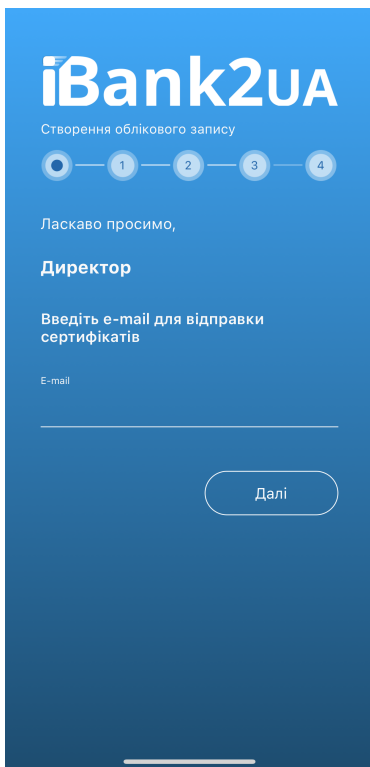 iBank2UA
Створення облікового запису
1 2 3 4
Ласкаво просимо,
Директор
Введіть e-mail для відправки
сертифікатів
E-mail
Далі